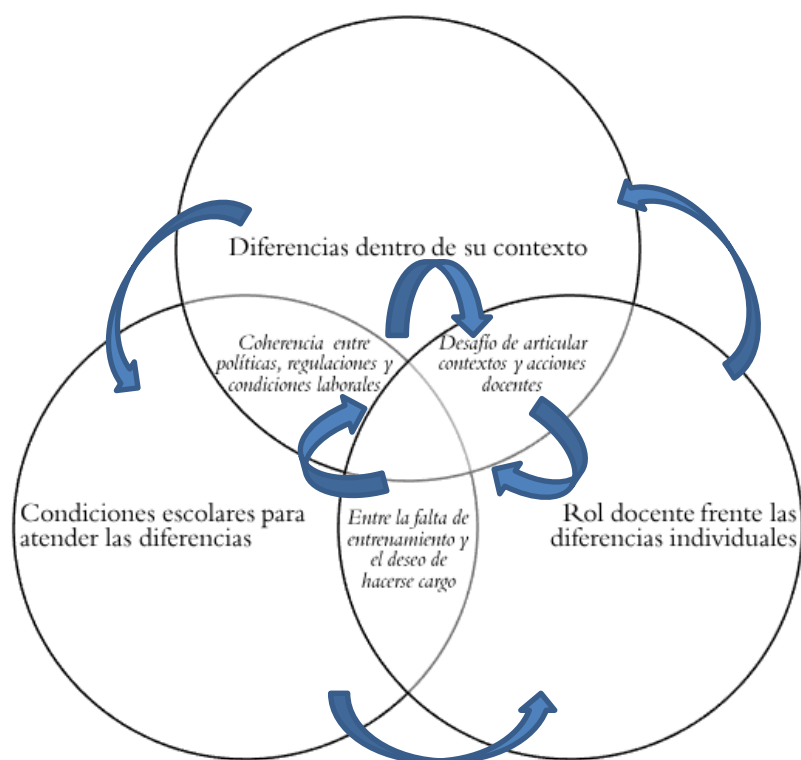 Diferencias dentro de su contexto
Coherencia entre
políticas, regulaciones y
condiciones laborales
Desafío de articular
contextos y acciones
docentes
Condiciones escolares para
atender las diferencias
Entre la falta de
entrenamiento y
el deseo de
hacerse cargo
Rol docente frente las
diferencias individuales